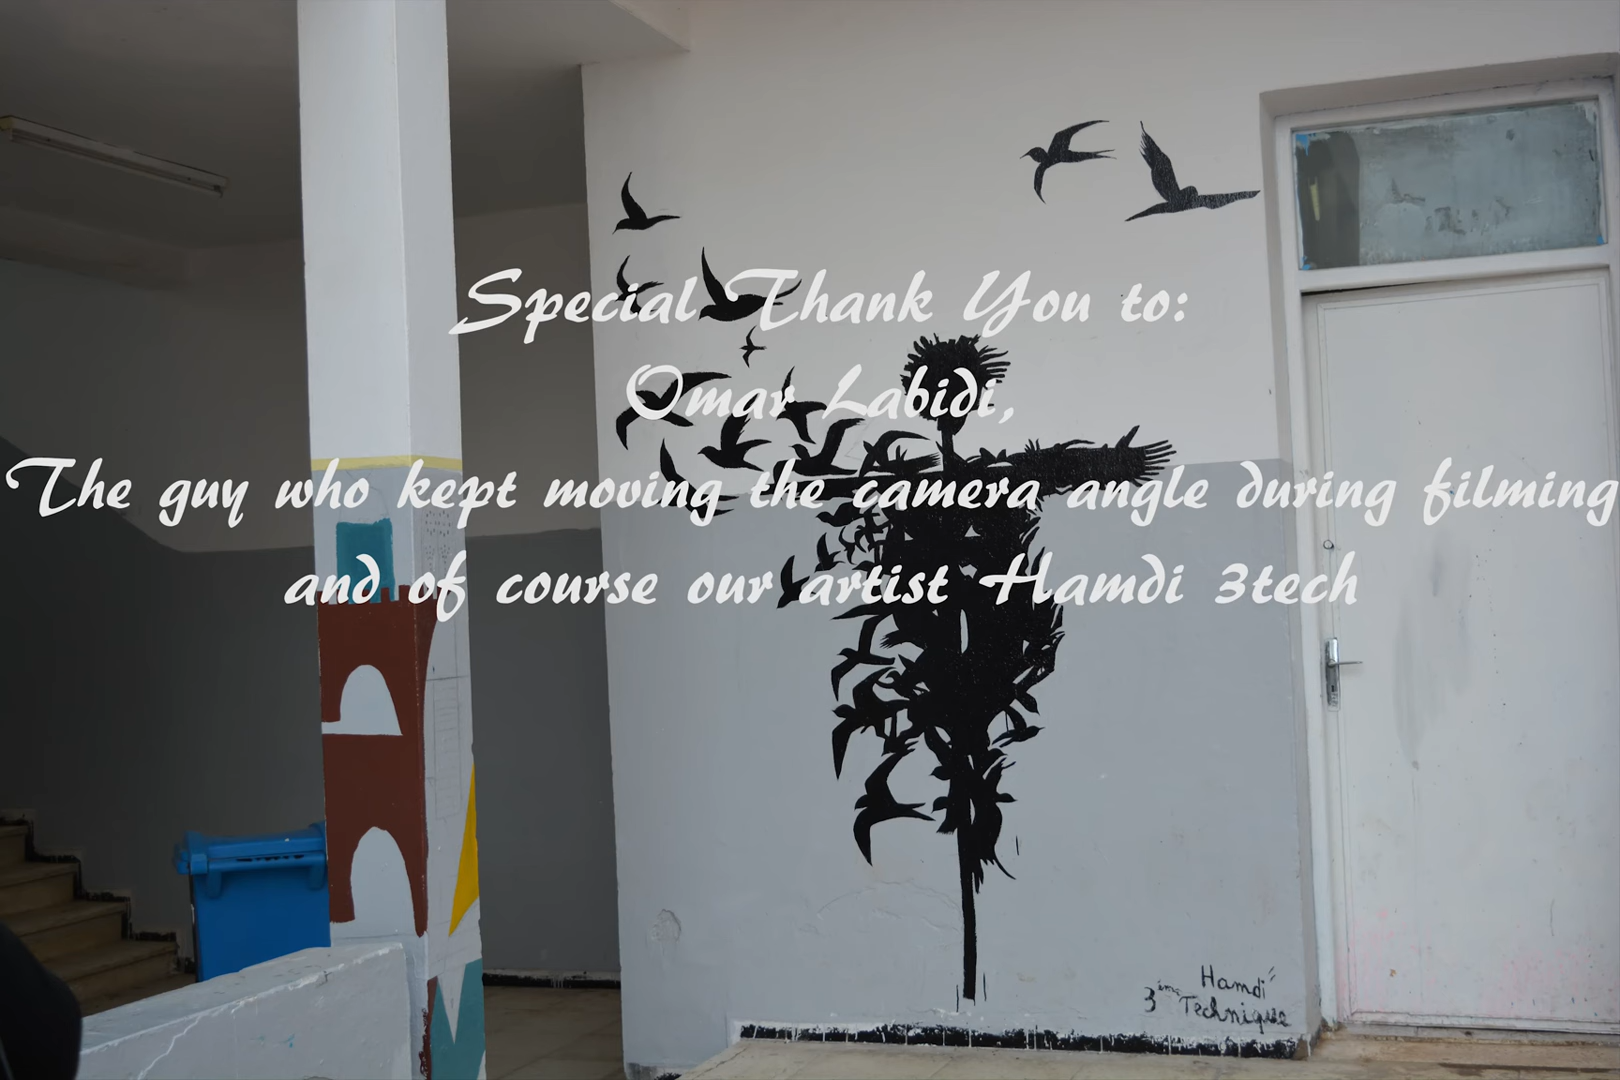 Special Thank You to:
Omar Labidi,
The guy who kept moving the camera angle during filming
and of course our artist Hamdi 3tech
Hamdi
3ème Technique